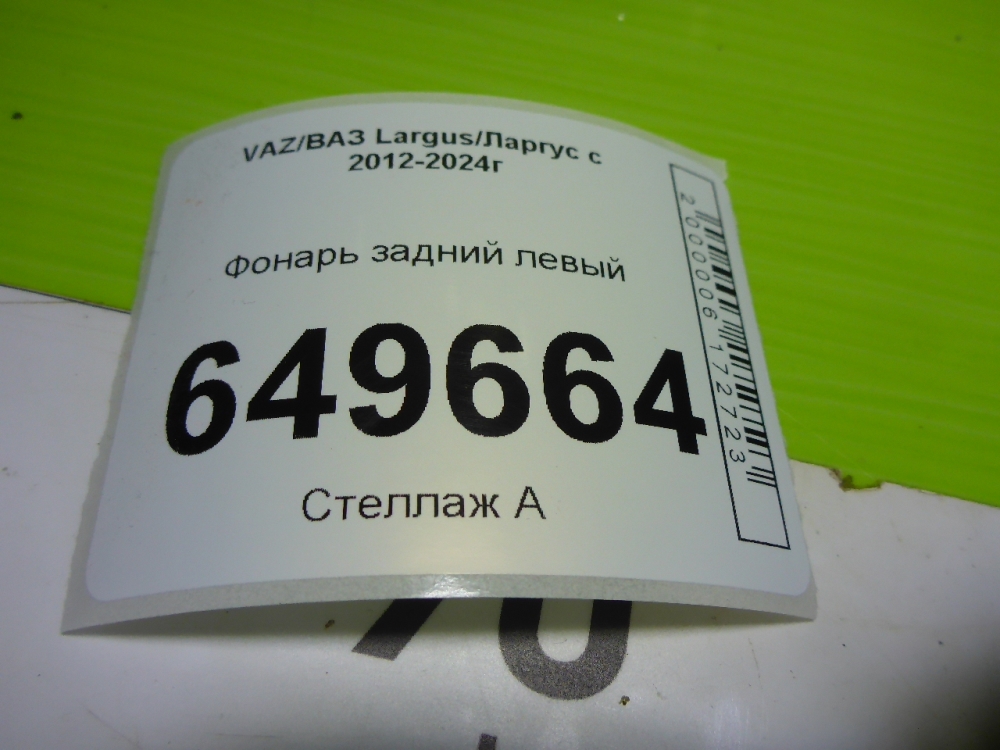 VAZ/ВАЗ Largus/Ларгус с
2012-2024г
Фонарь задний левый
649664
Стеллаж А
2000006172723